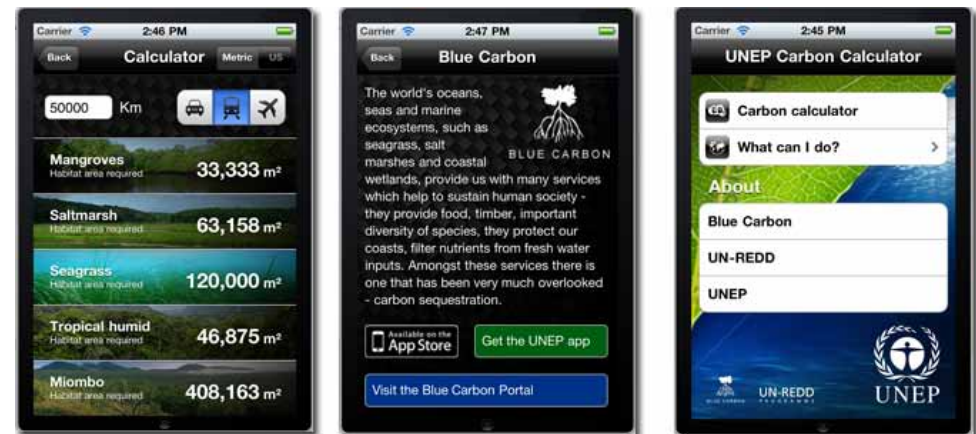 Carrier 2:46 PM
Back Calculator Metric US
50000 Km
Mangroves
Habitat area required
33,333 m²
Saltmarsh
Habitat area required
63,158 m²
Seagrass
Habitat area required
120,000 m²
Tropical humid
Habitat area required
46,875 m²
Miombo
Habitat area required
408,163 m²
Carrier 2:47 PM
Back Blue Carbon
The world's oceans,
seas and marine
ecosystems, such as
seagrass, salt
marshes and coastal
wetlands, provide us with many services
which help to sustain human society -
they provide food, timber, important
diversity of species, they protect our
coasts, filter nutrients from fresh water
inputs. Amongst these services there is
one that has been very much overlooked
- carbon sequestration.
BLUE CARBON
Available on the
App Store
Get the UNEP app
Visit the Blue Carbon Portal
Carrier 2:45 PM
UNEP Carbon Calculator
Carbon calculator
What can I do?
About
Blue Carbon
UN-REDD
UNEP
BLUE CARBON
UN-REDD
PROGRAMME
UNEP